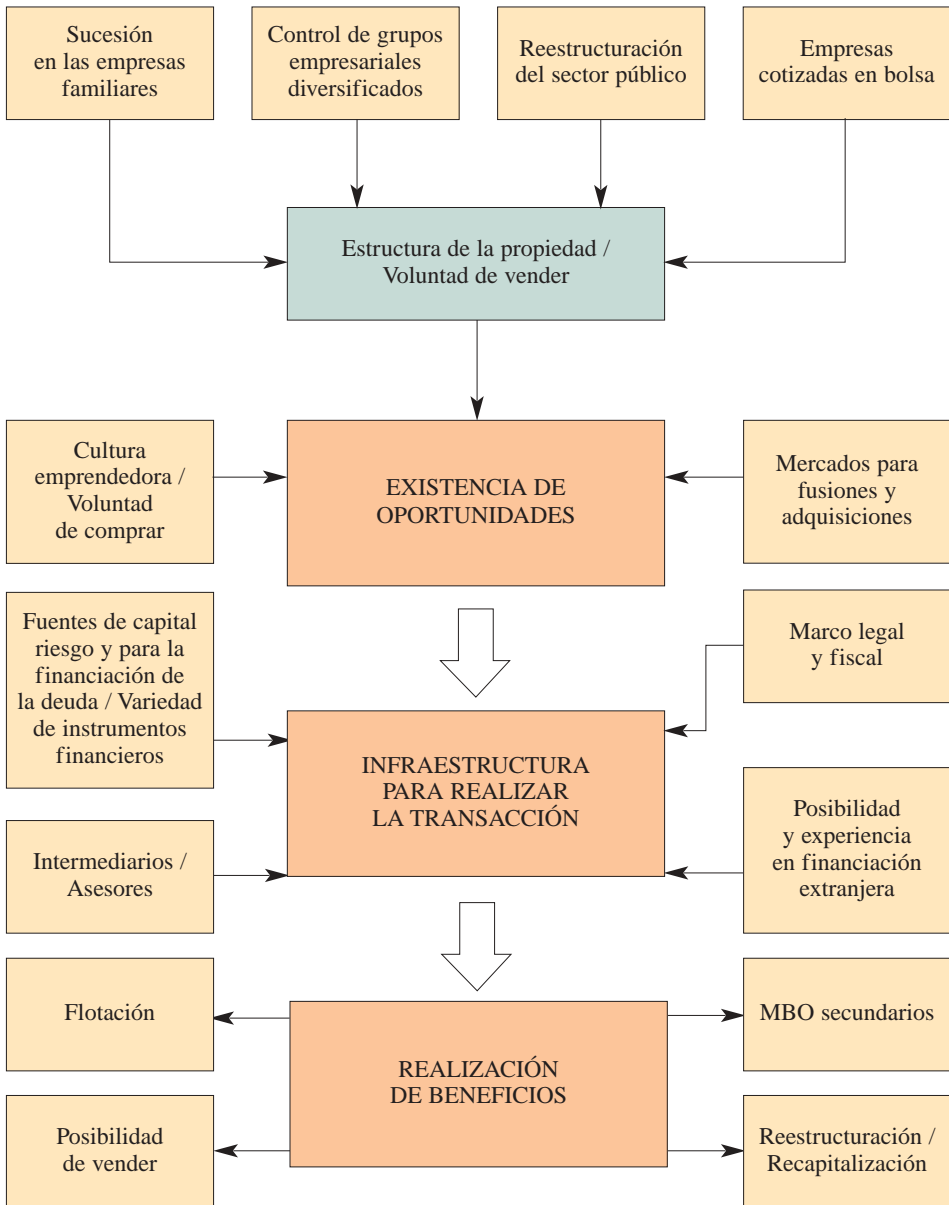 Sucesión
en las empresas
familiares
Control de grupos
empresariales
diversificados
Reestructuración
del sector público
Empresas
cotizadas en bolsa
Estructura de la propiedad /
Voluntad de vender
Cultura
emprendedora /
Voluntad
de comprar
EXISTENCIA DE
OPORTUNIDADES
Mercados para
fusiones y
adquisiciones
Fuentes de capital
riesgo y para la
financiación de
la deuda / Variedad
de instrumentos
financieros
Marco legal
y fiscal
INFRAESTRUCTURA
PARA REALIZAR
LA TRANSACCIÓN
Intermediarios /
Asesores
Posibilidad
y experiencia
en financiación
extranjera
Flotación
MBO secundarios
REALIZACIÓN
DE BENEFICIOS
Posibilidad
de vender
Reestructuración /
Recapitalización